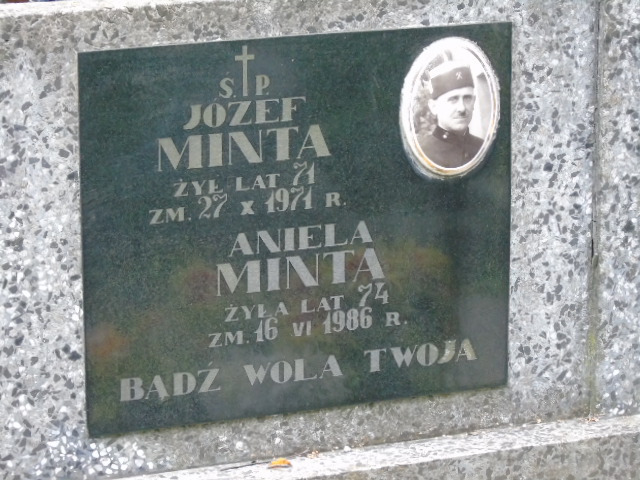 Ś.P.
JÓZEF
MINTA
ŻYŁ LAT 71
ZM. 27 X 1971 R.
ANIELA
MINTA
ŻYŁA LAT 74
ZM. 16 VI 1986 R.
BĄDŹ WOLA TWOJA